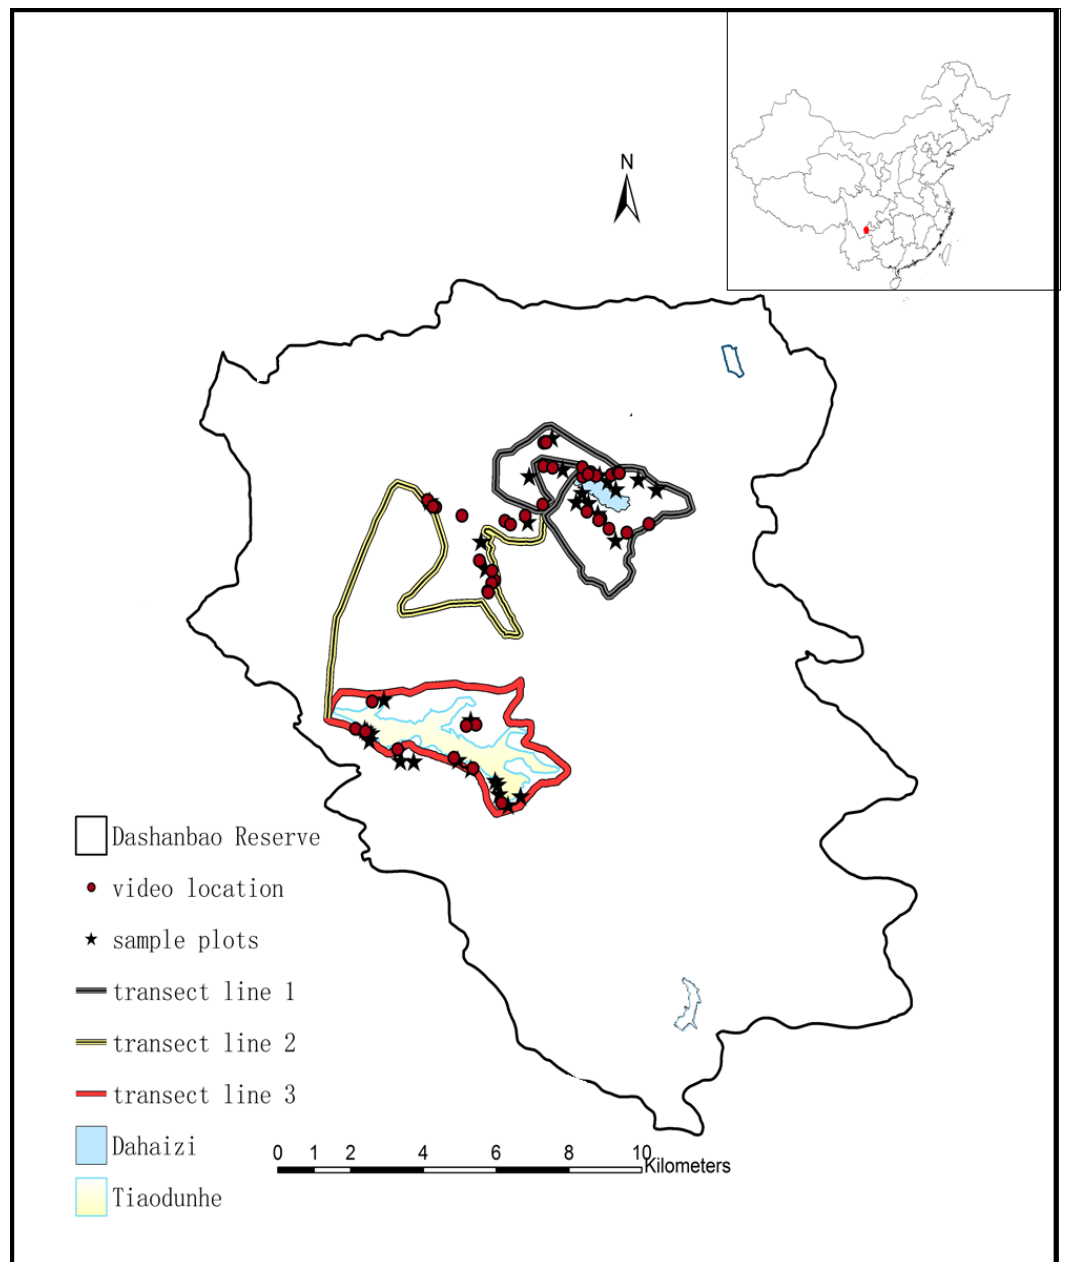 N
Dashanbao Reserve
video location
sample plots
transect line 1
transect line 2
transect line 3
Dahaizi
Tiaodunhe
0 1 2 4 6 8 10
Kilometers